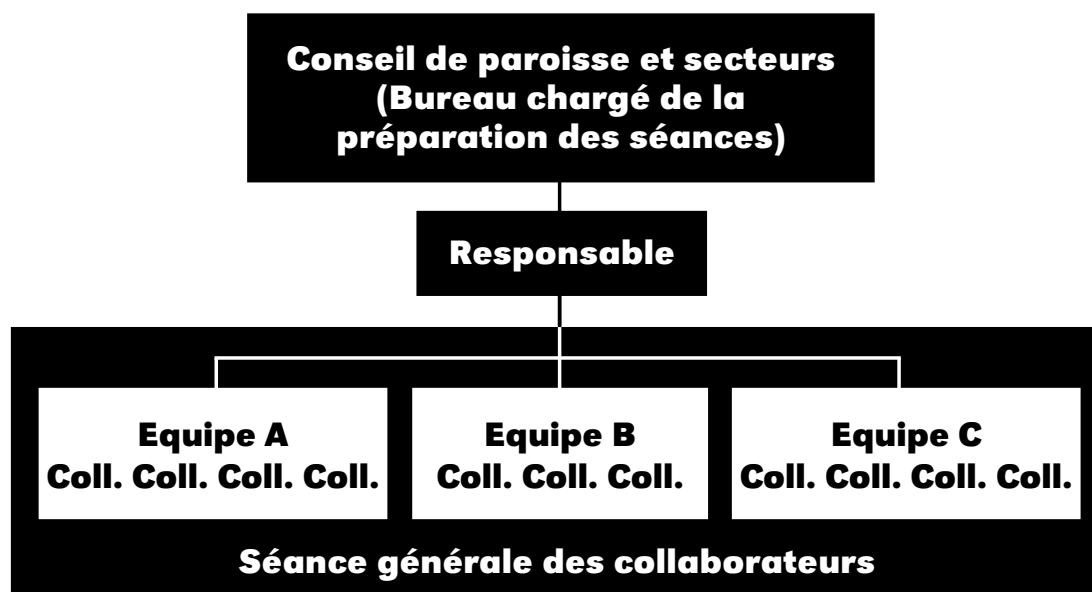 Conseil de paroisse et secteurs
(Bureau chargé de la
préparation des séances)
Responsable
Equipe A
Coll. Coll. Coll. Coll.
Equipe B
Coll. Coll. Coll.
Equipe C
Coll. Coll. Coll. Coll.
Séance générale des collaborateurs